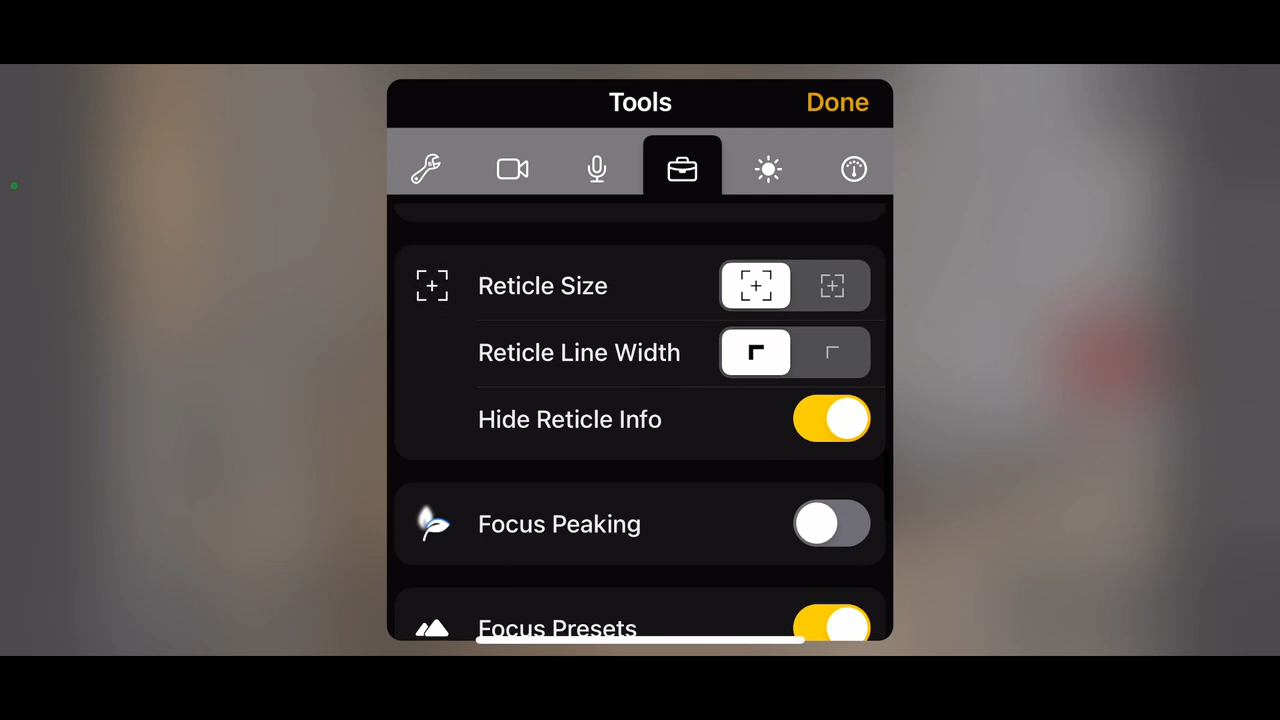 Tools
Done
Reticle Size
Reticle Line Width
Hide Reticle Info
Focus Peaking
Focus Presets